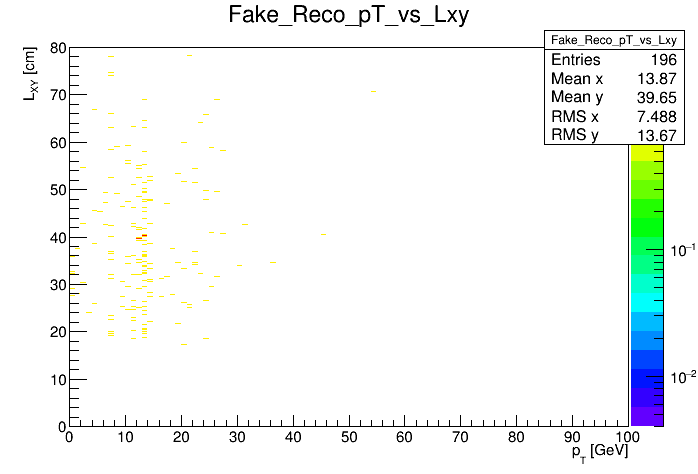 Fake_Reco_pT_vs_Lxy
Fake_Reco_pT_vs_Lxy
Entries 196
Mean x 13.87
Mean y 39.65
RMS x 7.488
RMS y 13.67
L_XY [cm]
80
70
60
50
40
30
20
10
0
0 10 20 30 40 50 60 70 80 90 100
p_T [GeV]
10^-1
10^-2